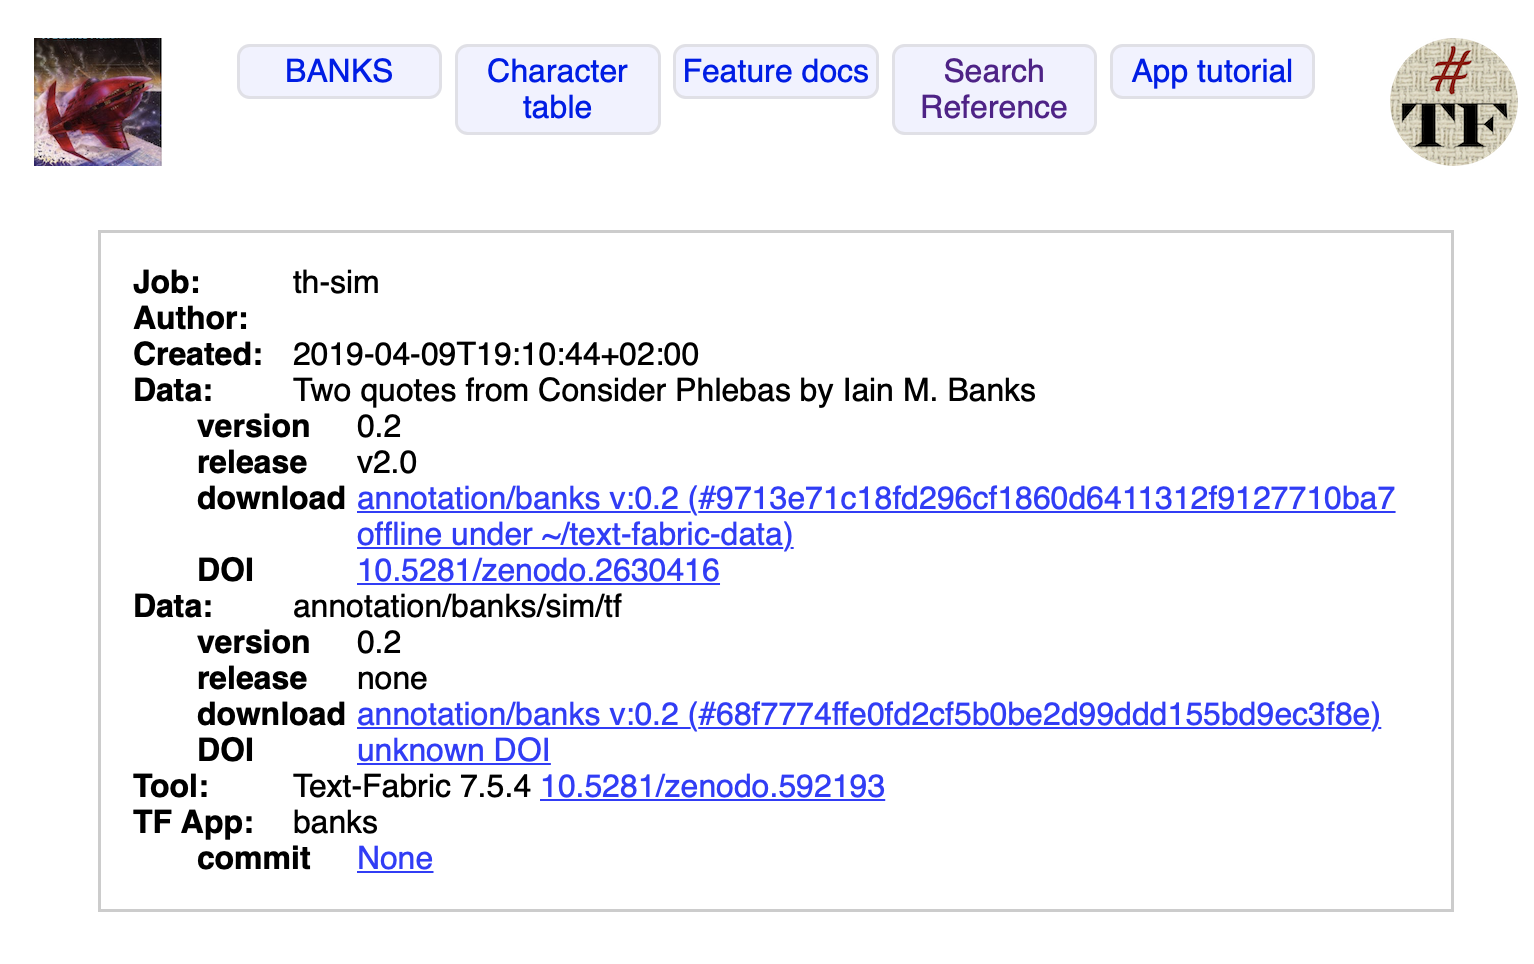 BANKS
Character
table
Feature docs
Search
Reference
App tutorial
#
TF
Job: th-sim
Author:
Created: 2019-04-09T19:10:44+02:00
Data: Two quotes from Consider Phlebas by Iain M. Banks
version 0.2
release v2.0
download annotation/banks v:0.2 (#9713e71c18fd296cf1860d6411312f9127710ba7
offline under ~/text-fabric-data)
DOI 10.5281/zenodo.2630416
Data: annotation/banks/sim/tf
version 0.2
release none
download annotation/banks v:0.2 (#68f7774ffe0fd2cf5b0be2d99ddd155bd9ec3f8e)
DOI unknown DOI
Tool: Text-Fabric 7.5.4 10.5281/zenodo.592193
TF App: banks
commit None